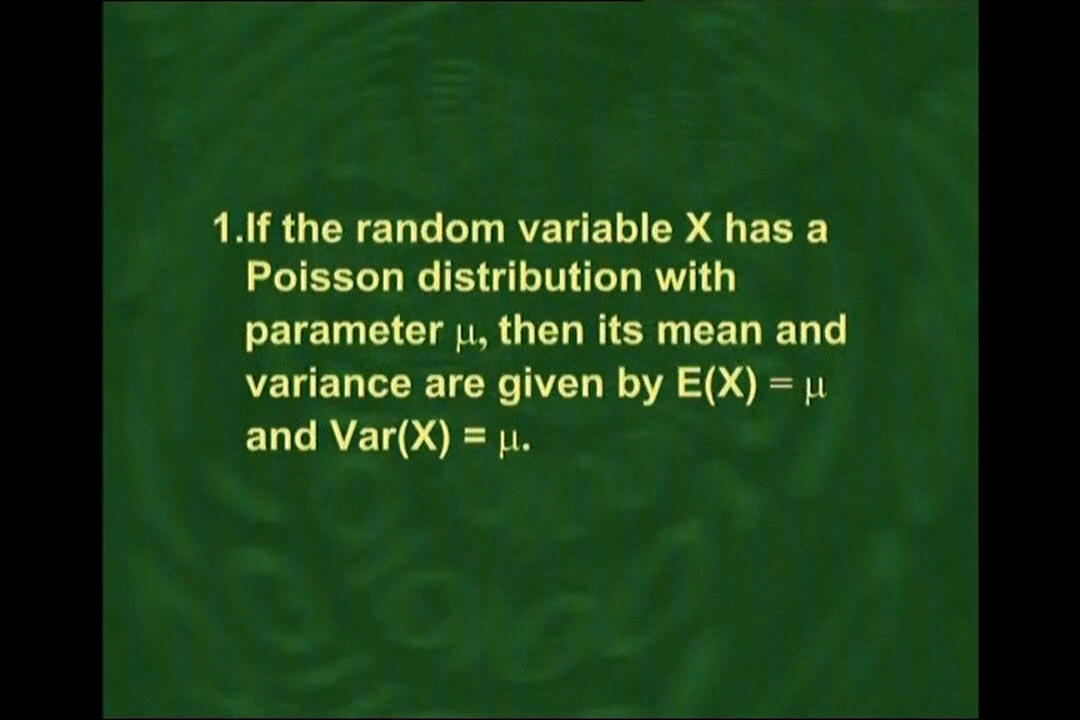 1.If the random variable X has a
Poisson distribution with
parameter μ, then its mean and
variance are given by E(X) = μ
and Var(X) = μ.